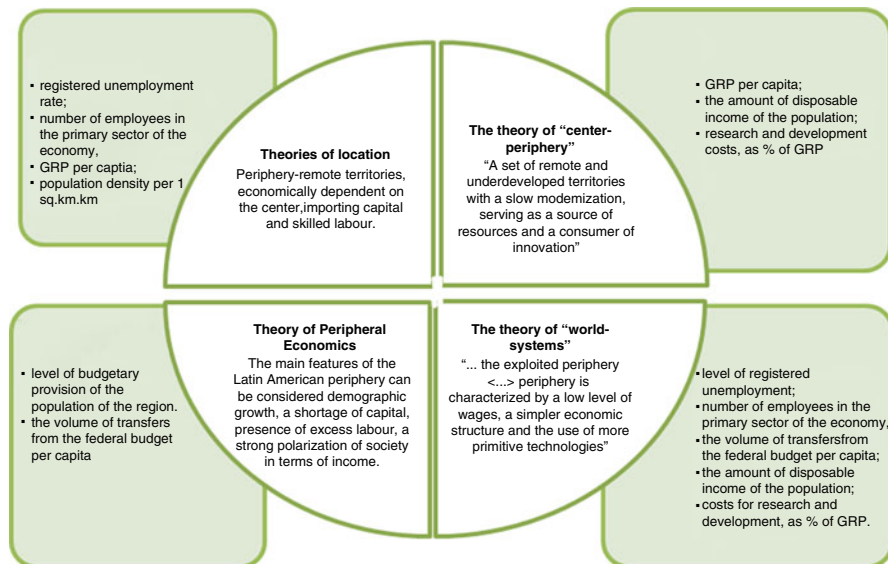 ▪ registered unemployment
rate;
▪ number of employees in
the primary sector of the
economy,
▪ GRP per captia;
▪ population density per 1
sq.km.km
Theories of location
Periphery-remote territories,
economically dependent on
the center,importing capital
and skilled labour.
The theory of “center-
periphery”
“A set of remote and
underdeveloped territories
with a slow modemization,
serving as a source of
resources and a consumer of
innovation”
▪ GRP per capita;
▪ the amount of disposable
income of the population;
▪ research and development
costs, as % of GRP
▪ level of budgetary
provision of the
population of the region.
▪ the volume of transfers
from the federal budget
per capita
Theory of Peripheral
Economics
The main features of the
Latin American periphery can
be considered demographic
growth, a shortage of capital,
presence of excess labour, a
strong polarization of society
in terms of income.
The theory of “world-
systems”
“... the exploited periphery
<...> periphery is
characterized by a low level of
wages, a simpler economic
structure and the use of more
primitive technologies”
▪ level of registered
unemployment;
▪ number of employees in the
primary sector of the economy,
▪ the volume of transfersfrom
the federal budget per capita;
▪ the amount of disposable
income of the population;
▪ costs for research and
development, as % of GRP.